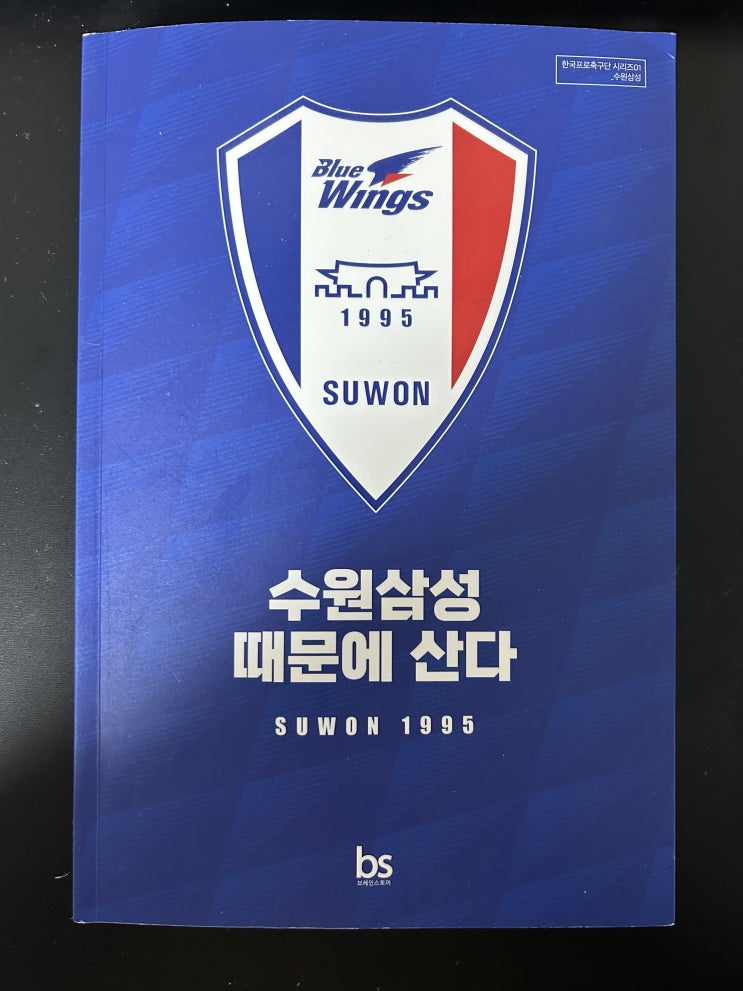 한국프로축구단 시리즈01
_수원삼성
Blue
Wings
1995
SUWON
수원삼성
때문에 산다
SUWON 1995
bs
브레인스토어